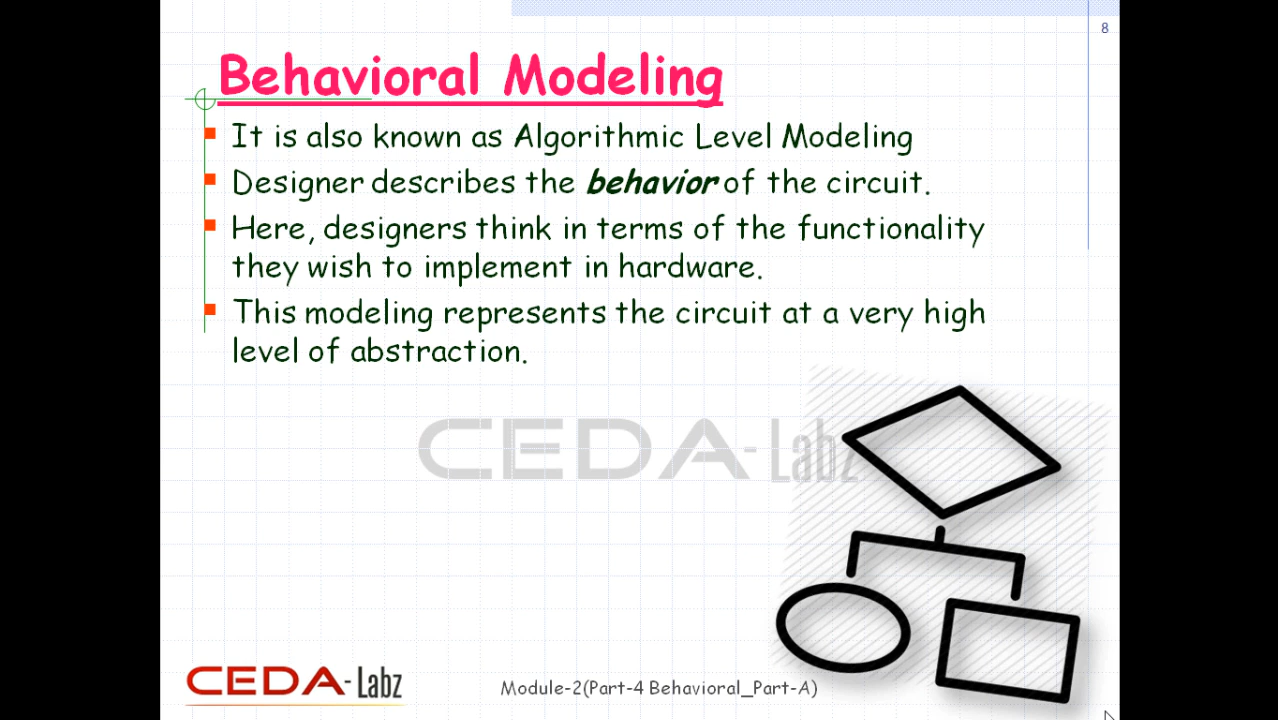 8
Behavioral Modeling
It is also known as Algorithmic Level Modeling
Designer describes the behavior of the circuit.
Here, designers think in terms of the functionality
they wish to implement in hardware.
This modeling represents the circuit at a very high
level of abstraction.
CEDA-Labz
CEDA-Labz
Module-2(Part-4 Behavioral_Part-A)